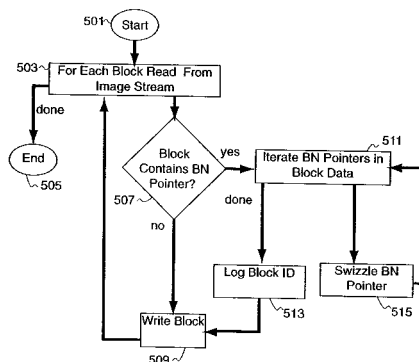 501
Start
503
For Each Block Read From
Image Stream
done
End
505
Block
Contains BN
Pointer?
507
yes
no
511
Iterate BN Pointers in
Block Data
done
Log Block ID
513
Swizzle BN
Pointer
515
Write Block
509